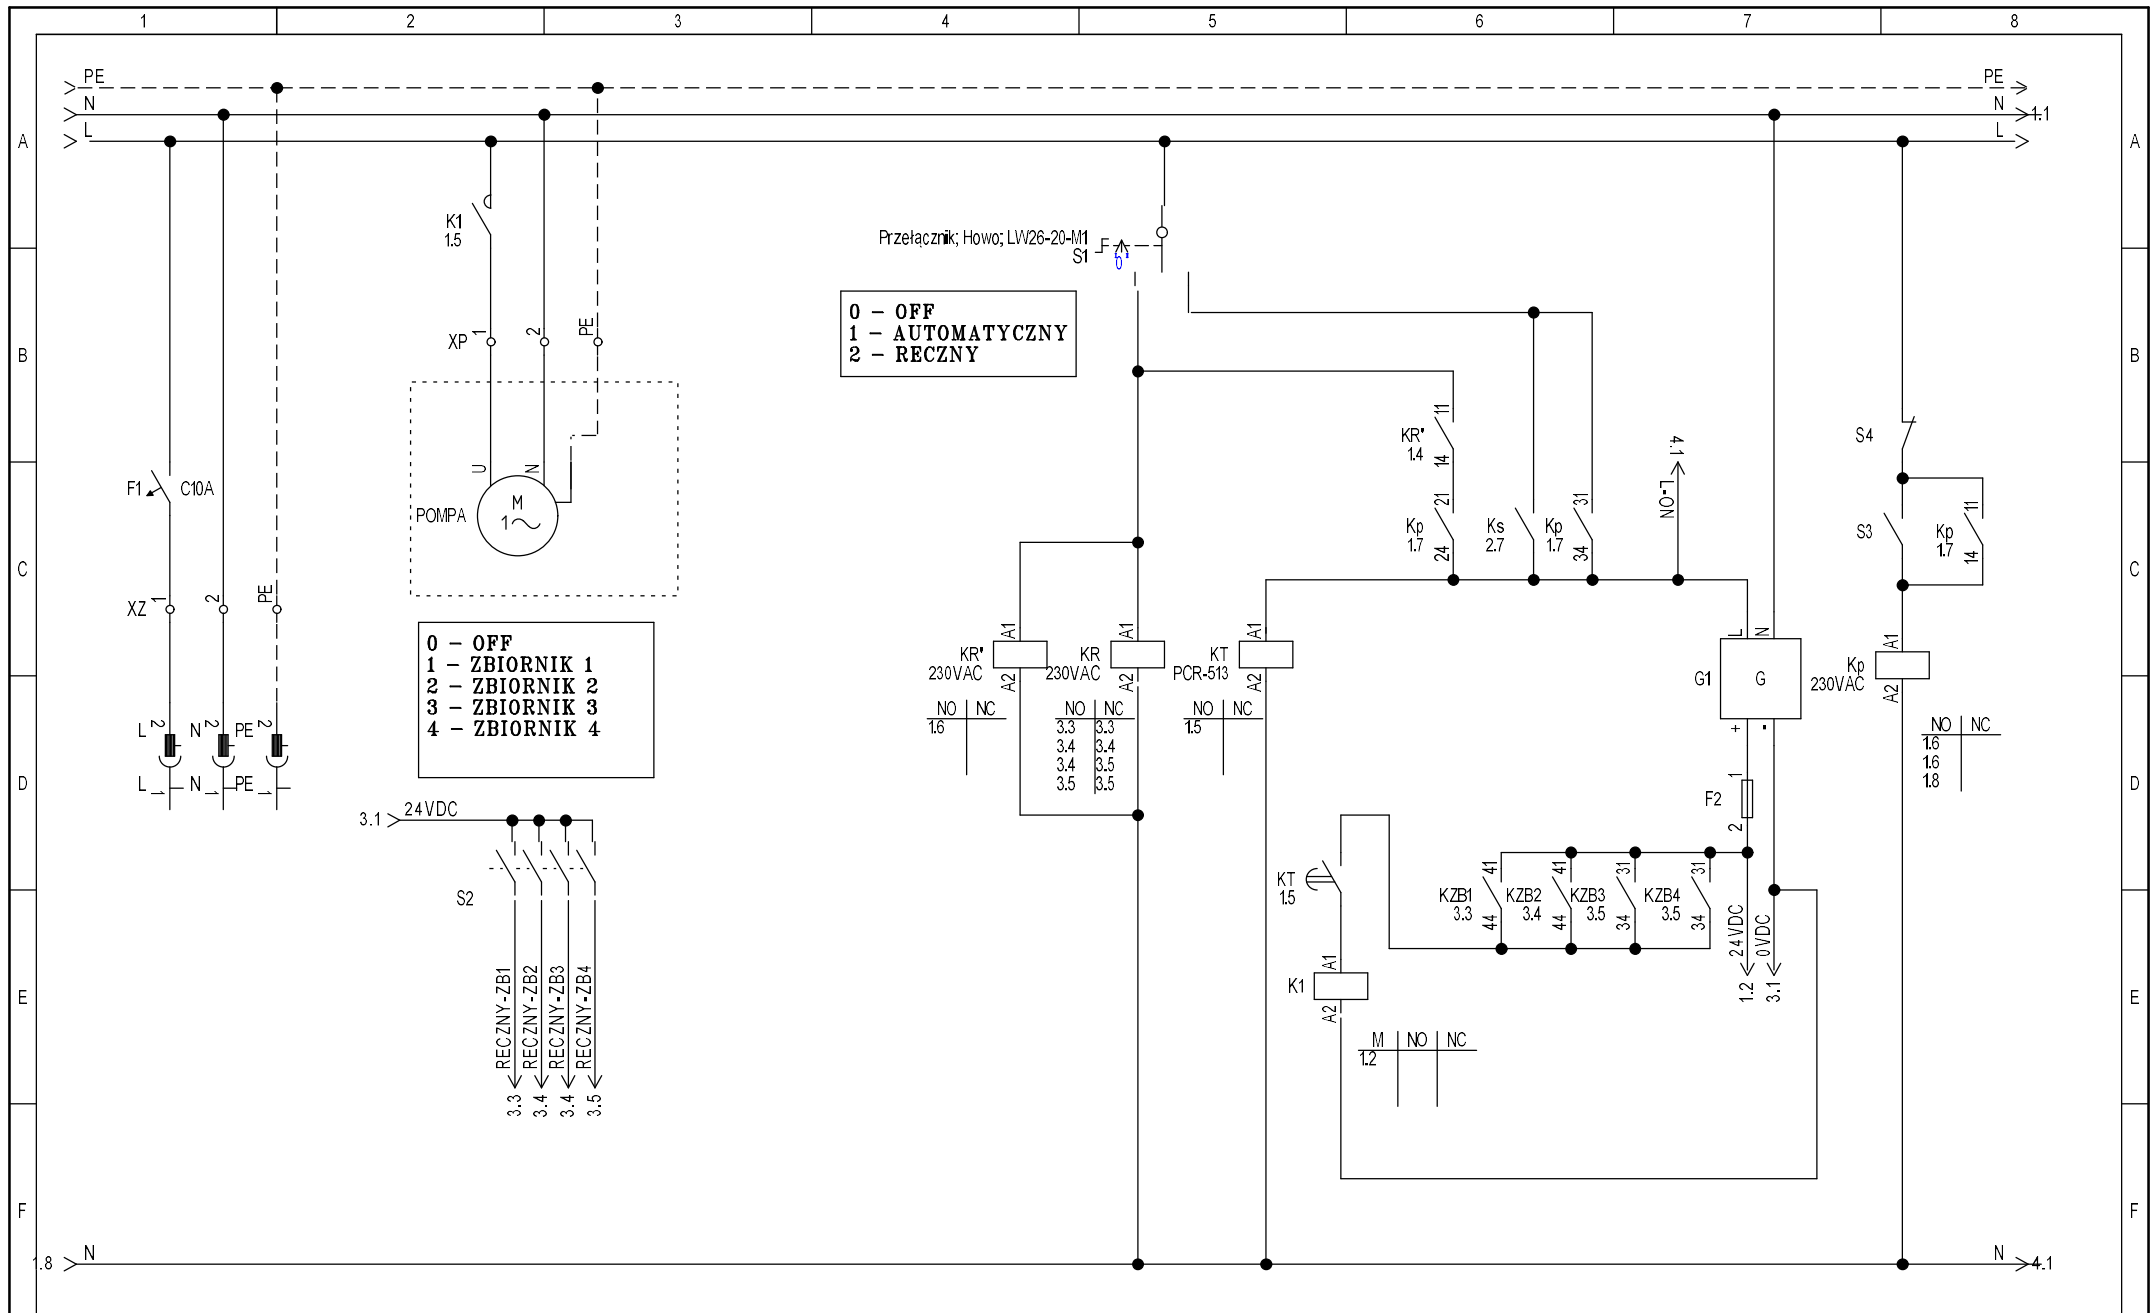 1 2 3 4 5 6 7 8
PE PE
N N
1.1
L L
A A
K1
1.5
Przełącznik; Howo; LW26-20-M1
S1
"0"
0 - OFF
1 - AUTOMATYCZNY
2 - RECZNY
XP 1 2 PE
B B
11
KR'
1.4
14
4.1
L-ON
S4
F1 C10A
U N
M
1
POMPA
21
Kp
1.7
24
Ks
2.7
31
Kp
1.7
34
S3
11
Kp
1.7
14
C C
XZ 1 2 PE
0 - OFF
1 - ZBIORNIK 1
2 - ZBIORNIK 2
3 - ZBIORNIK 3
4 - ZBIORNIK 4
A1
KR'
230VAC
A2
A1
KR
230VAC
A2
A1
KT
PCR-513
A2
L N
G1 G
+ -
A1
Kp
230VAC
A2
NO NC
1.6
NO NC
3.3 3.3
3.4 3.4
3.4 3.5
3.5 3.5
NO NC
1.5
NO NC
1.6
1.6
1.8
L 2 N 2 PE 2
L 1 N 1 PE 1
D D
1
F2
2
3.1 24VDC
S2
KT
1.5
41
KZB1
3.3
44
41
KZB2
3.4
44
31
KZB3
3.5
34
31
KZB4
3.5
34
24VDC
0VDC
1.2
3.1
RECZNY-ZB1
RECZNY-ZB2
RECZNY-ZB3
RECZNY-ZB4
3.3
3.4
3.4
3.5
E E
A1
K1
A2
M NO NC
1.2
F F
1.8 N N 4.1